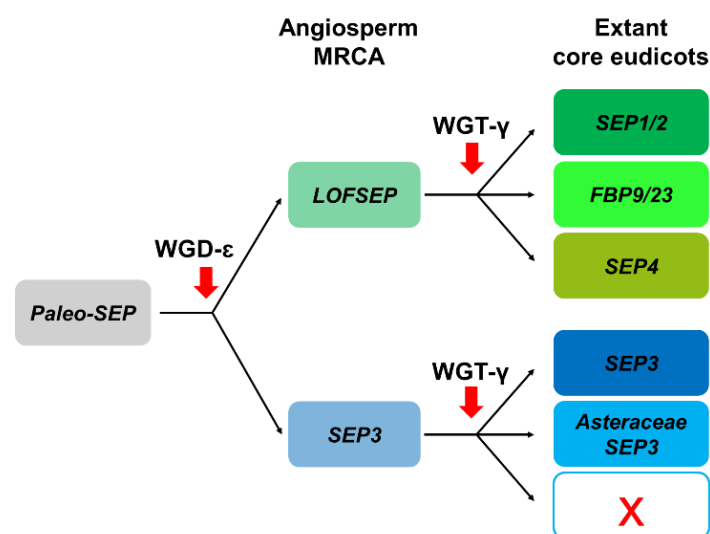 Angiosperm
MRCA
Extant
core eudicots
WGT-γ
SEP1/2
LOFSEP
FBP9/23
WGD-ε
SEP4
Paleo-SEP
WGT-γ
SEP3
SEP3
Asteraceae
SEP3
X